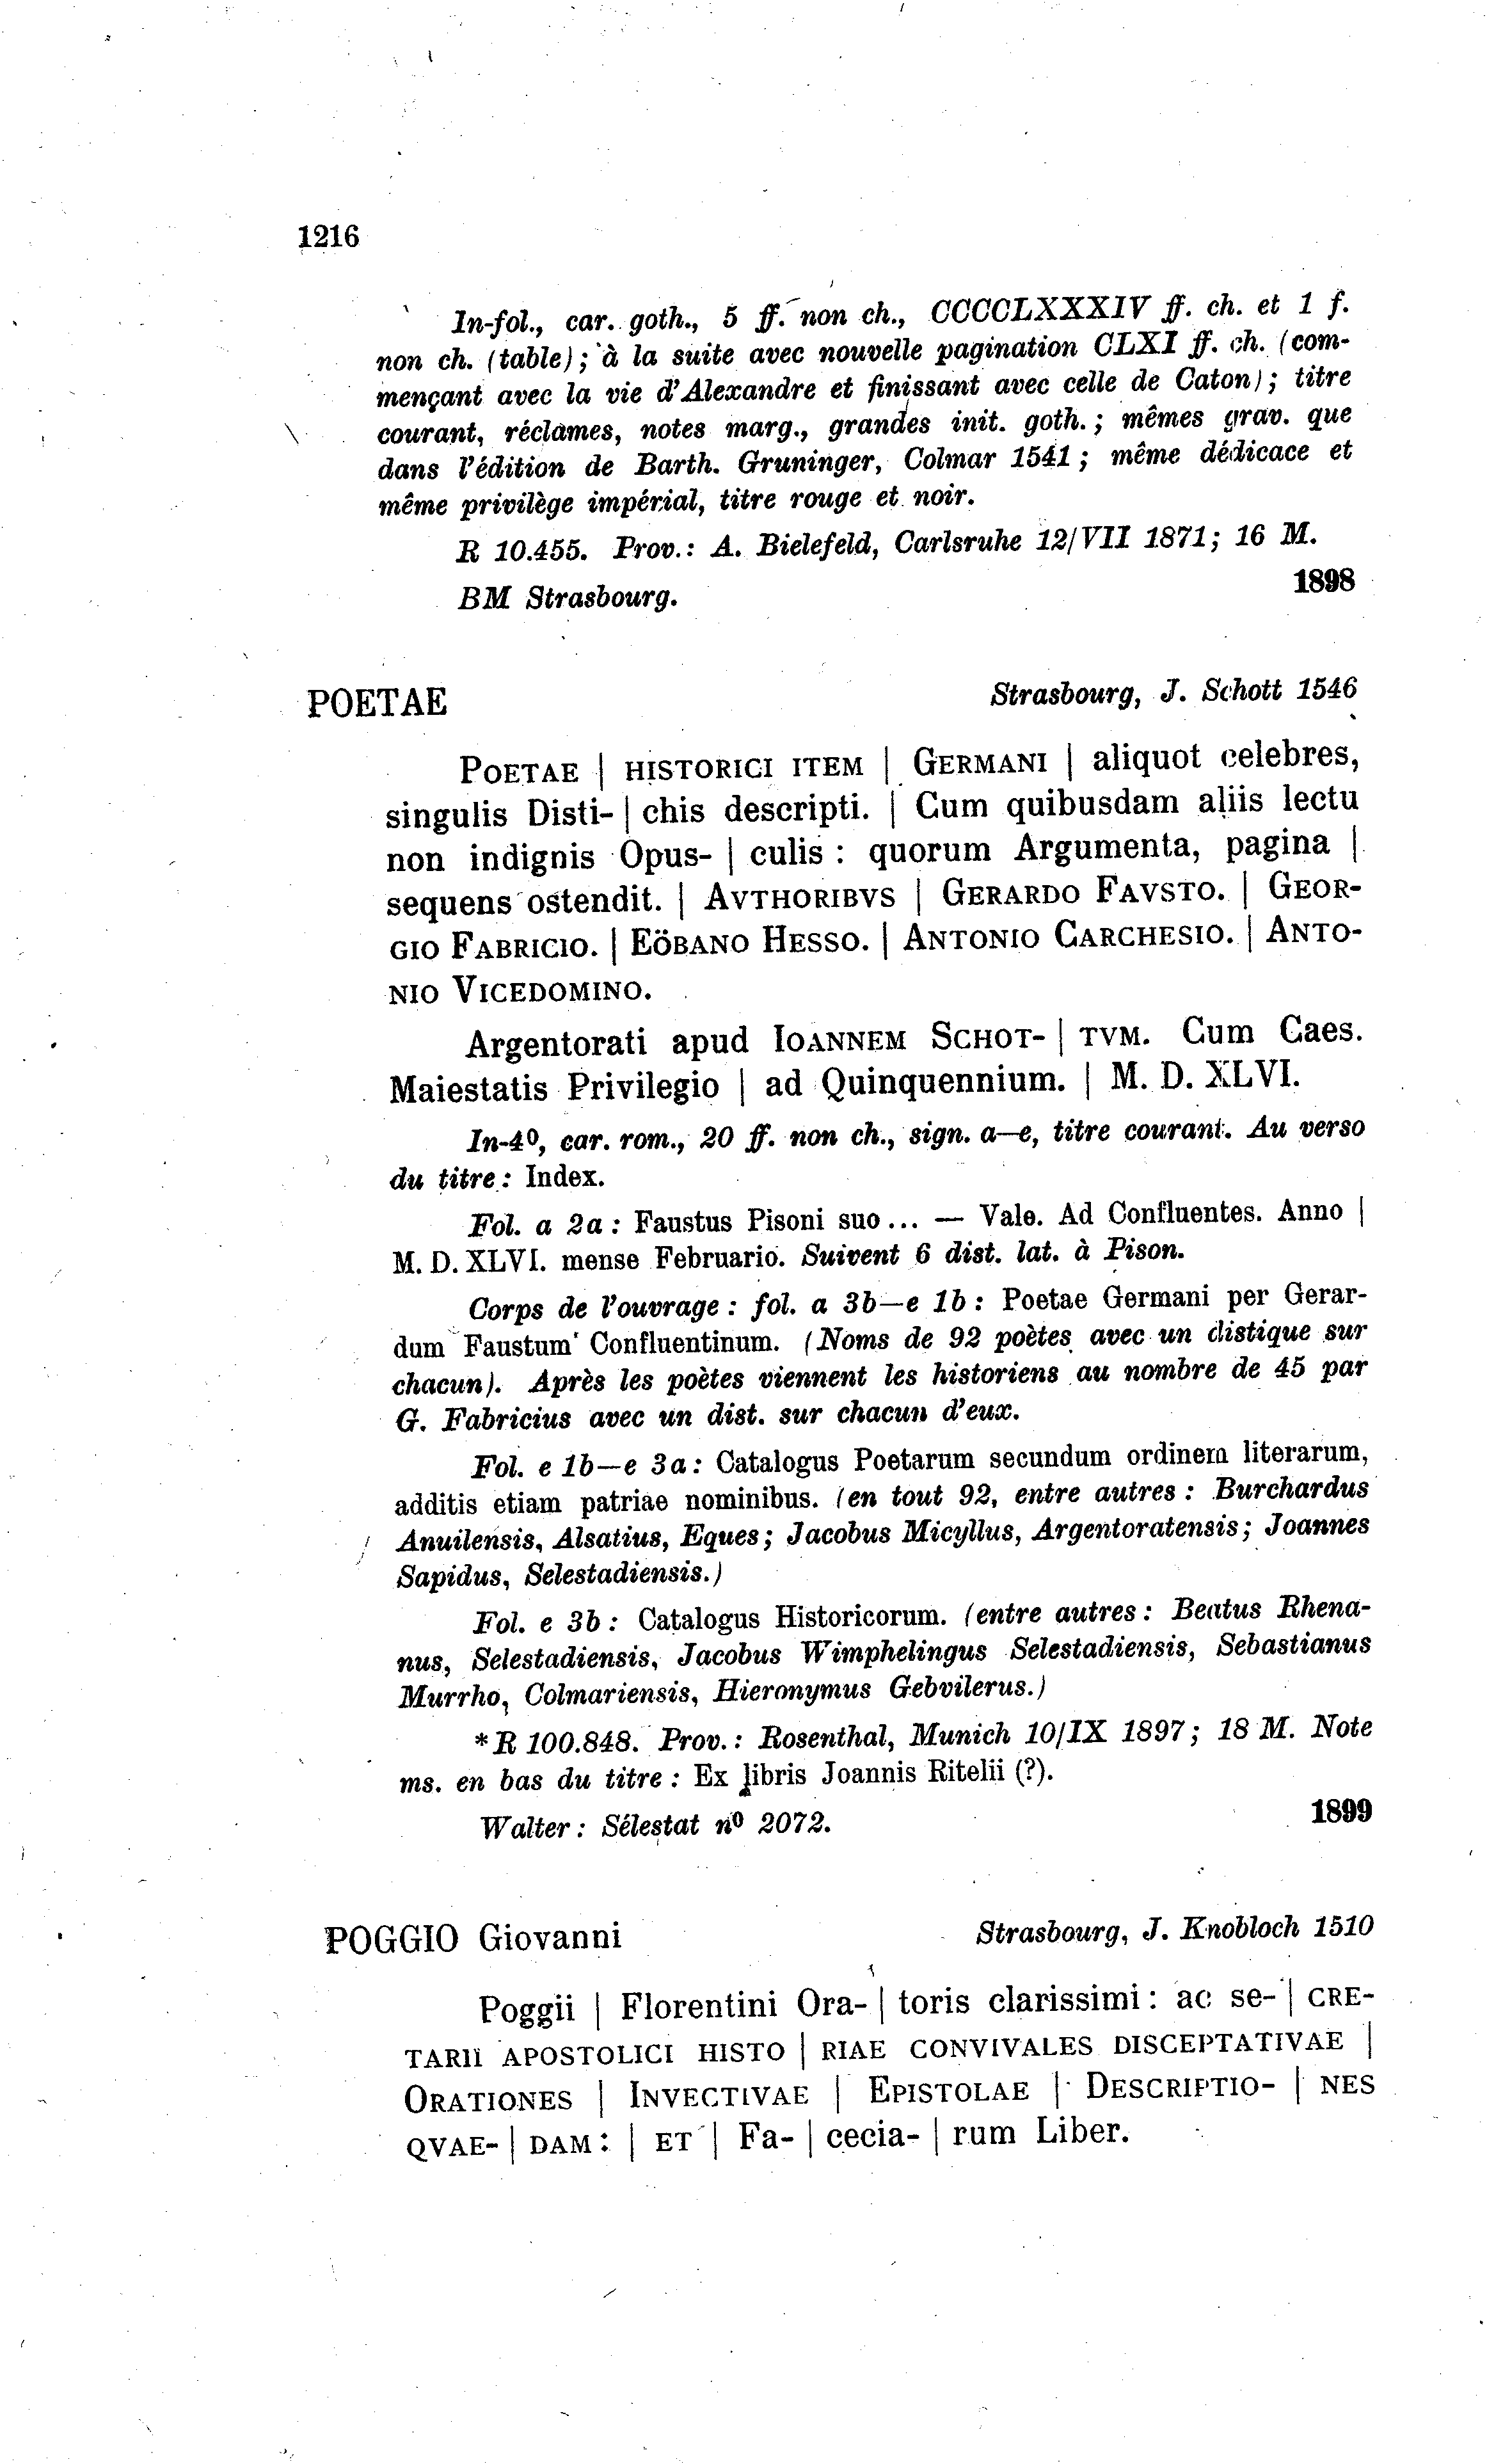 1216
In-fol., car. goth., 5 ff. non ch., CCCCLXXXIV ff. ch. et 1 f.
non ch. (table); à la suite avec nouvelle pagination CLXI ff. ch. (com-
mençant avec la vie d'Alexandre et finissant avec celle de Caton); titre
courant, réclames, notes marg., grandes init. goth.; mêmes grav. que
dans l'édition de Barth. Gruninger, Colmar 1541; même dédicace et
même privilège impérial, titre rouge et noir.
R 10.455. Prov.: A. Bielefeld, Carlsruhe 12/VII 1871; 16 M.
BM Strasbourg. 1898
POETAE Strasbourg, J. Schott 1546
POETAE | HISTORICI ITEM | GERMANI | aliquot celebres,
singulis Disti- | chis descripti. | Cum quibusdam aliis lectu
non indignis Opus- | culis : quorum Argumenta, pagina |
sequens ostendit. | AVTHORIBVS | GERARDO FAVSTO. | GEOR-
GIO FABRICIO. | EÖBANO HESSO. | ANTONIO CARCHESIO. | ANTO-
NIO VICEDOMINO.
Argentorati apud IOANNEM SCHOT- | TVM. Cum Caes.
Maiestatis Privilegio | ad Quinquennium. | M. D. XLVI.
In-4º, car. rom., 20 ff. non ch., sign. a—e, titre courant. Au verso
du titre : Index.
Fol. a 2a : Faustus Pisoni suo... — Vale. Ad Confluentes. Anno |
M. D. XLVI. mense Februario. Suivent 6 dist. lat. à Pison.
Corps de l'ouvrage : fol. a 3b—e 1b : Poetae Germani per Gerar-
dum Faustum Confluentinum. (Noms de 92 poètes avec un distique sur
chacun). Après les poètes viennent les historiens au nombre de 45 par
G. Fabricius avec un dist. sur chacun d'eux.
Fol. e 1b—e 3a : Catalogus Poetarum secundum ordinem literarum,
additis etiam patriae nominibus. (en tout 92, entre autres : Burchardus
Anuilensis, Alsatius, Eques; Jacobus Micyllus, Argentoratensis; Joannes
Sapidus, Selestadiensis.)
Fol. e 3b : Catalogus Historicorum. (entre autres : Beatus Rhena-
nus, Selestadiensis, Jacobus Wimphelingus Selestadiensis, Sebastianus
Murrho, Colmariensis, Hieronymus Gebvilerus.)
* R 100.848. Prov.: Rosenthal, Munich 10/IX 1897; 18 M. Note
ms. en bas du titre : Ex libris Joannis Ritelii (?).
Walter : Sélestat nº 2072. 1899
POGGIO Giovanni Strasbourg, J. Knobloch 1510
Poggii | Florentini Ora- | toris clarissimi : ac se- | CRE-
TARII APOSTOLICI HISTO | RIAE CONVIVALES DISCEPTATIVAE |
ORATIONES | INVECTIVAE | EPISTOLAE | DESCRIPTIO- | NES
QVAE- | DAM : | ET | Fa- | cecia- | rum Liber.